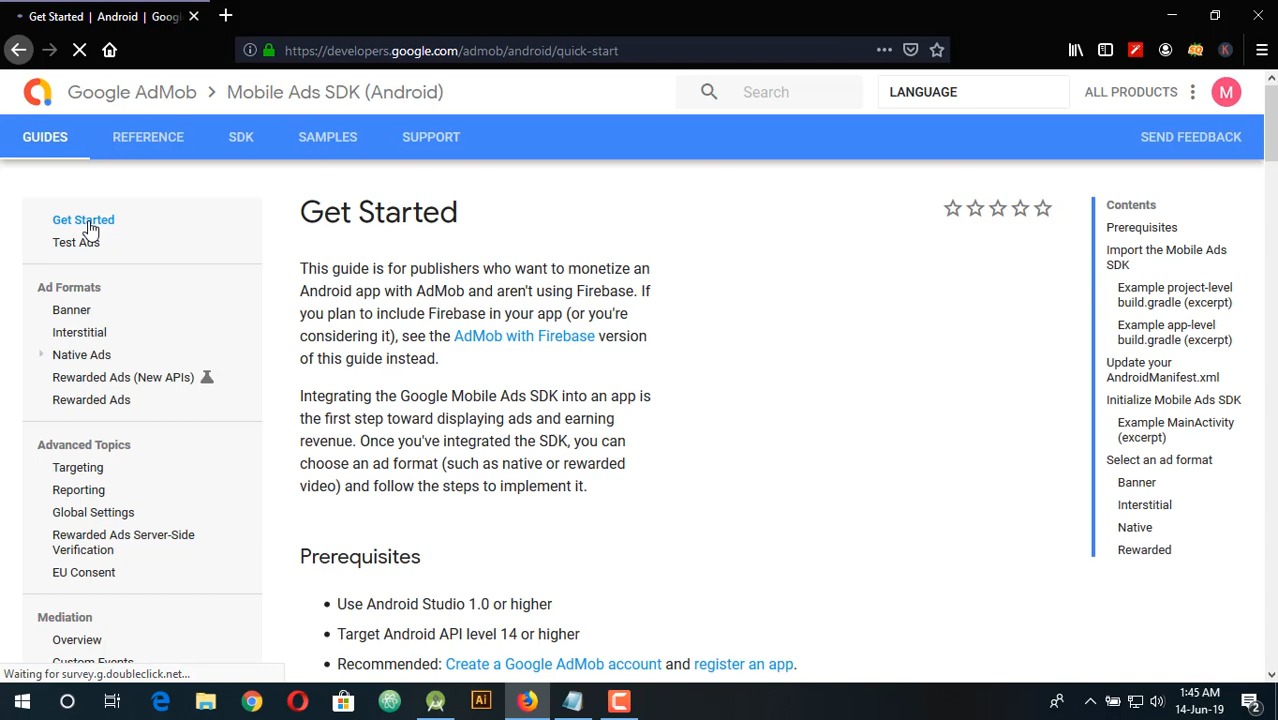 Get Started | Android | Goog
https://developers.google.com/admob/android/quick-start
Google AdMob > Mobile Ads SDK (Android)
Search
LANGUAGE
ALL PRODUCTS
M
GUIDES
REFERENCE
SDK
SAMPLES
SUPPORT
SEND FEEDBACK
Get Started
Test Ads
Ad Formats
Banner
Interstitial
Native Ads
Rewarded Ads (New APIs)
Rewarded Ads
Advanced Topics
Targeting
Reporting
Global Settings
Rewarded Ads Server-Side
Verification
EU Consent
Mediation
Overview
Custom Events
Get Started
This guide is for publishers who want to monetize an
Android app with AdMob and aren't using Firebase. If
you plan to include Firebase in your app (or you're
considering it), see the AdMob with Firebase version
of this guide instead.
Integrating the Google Mobile Ads SDK into an app is
the first step toward displaying ads and earning
revenue. Once you've integrated the SDK, you can
choose an ad format (such as native or rewarded
video) and follow the steps to implement it.
Prerequisites
• Use Android Studio 1.0 or higher
• Target Android API level 14 or higher
• Recommended: Create a Google AdMob account and register an app.
Contents
Prerequisites
Import the Mobile Ads
SDK
Example project-level
build.gradle (excerpt)
Example app-level
build.gradle (excerpt)
Update your
AndroidManifest.xml
Initialize Mobile Ads SDK
Example MainActivity
(excerpt)
Select an ad format
Banner
Interstitial
Native
Rewarded
Waiting for survey.g.doubleclick.net...
Ai
1:45 AM
14-Jun-19
2
K